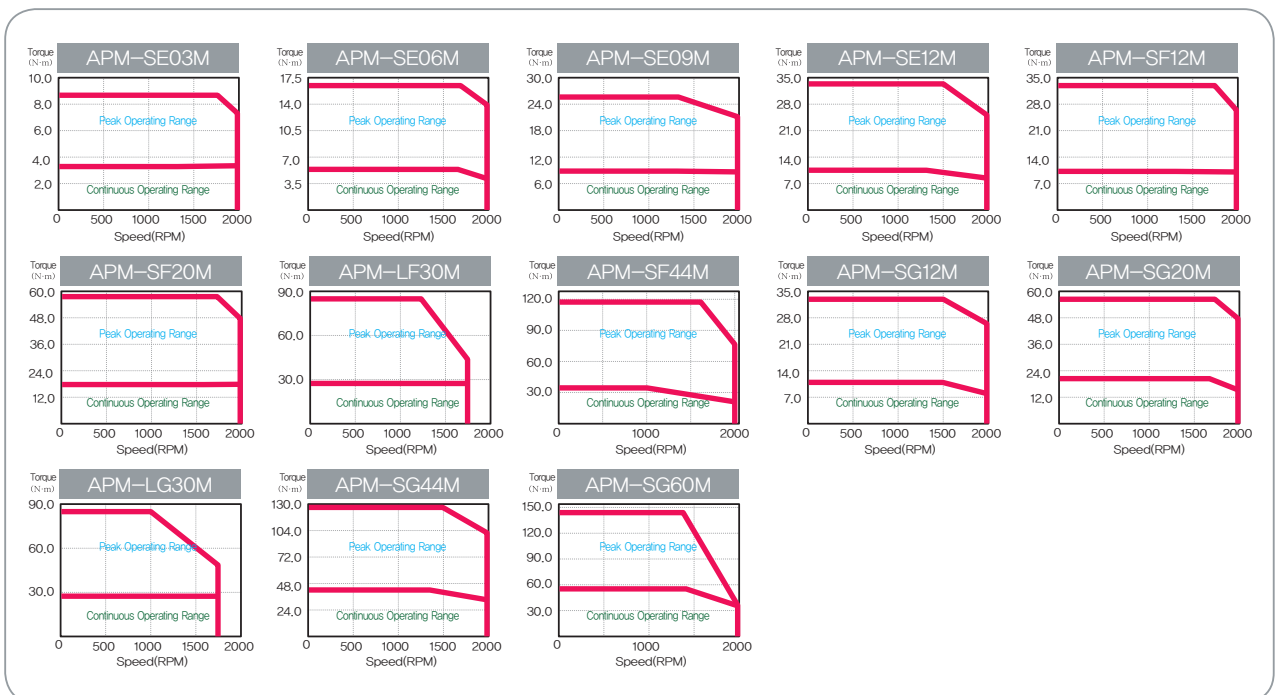 Torque
(N·m)
APM-SE03M
10.0
8.0
6.0
4.0
2.0
Peak Operating Range
Continuous Operating Range
0 500 1000 1500 2000
Speed(RPM)
Torque
(N·m)
APM-SE06M
17.5
14.0
10.5
7.0
3.5
Peak Operating Range
Continuous Operating Range
0 500 1000 1500 2000
Speed(RPM)
Torque
(N·m)
APM-SE09M
30.0
24.0
18.0
12.0
6.0
Peak Operating Range
Continuous Operating Range
0 500 1000 1500 2000
Speed(RPM)
Torque
(N·m)
APM-SE12M
35.0
28.0
21.0
14.0
7.0
Peak Operating Range
Continuous Operating Range
0 500 1000 1500 2000
Speed(RPM)
Torque
(N·m)
APM-SF12M
35.0
28.0
21.0
14.0
7.0
Peak Operating Range
Continuous Operating Range
0 500 1000 1500 2000
Speed(RPM)
Torque
(N·m)
APM-SF20M
60.0
48.0
36.0
24.0
12.0
Peak Operating Range
Continuous Operating Range
0 500 1000 1500 2000
Speed(RPM)
Torque
(N·m)
APM-LF30M
90.0
60.0
30.0
Peak Operating Range
Continuous Operating Range
0 500 1000 1500 2000
Speed(RPM)
Torque
(N·m)
APM-SF44M
120.0
90.0
60.0
30.0
Peak Operating Range
Continuous Operating Range
0 1000 2000
Speed(RPM)
Torque
(N·m)
APM-SG12M
35.0
28.0
21.0
14.0
7.0
Peak Operating Range
Continuous Operating Range
0 500 1000 1500 2000
Speed(RPM)
Torque
(N·m)
APM-SG20M
60.0
48.0
36.0
24.0
12.0
Peak Operating Range
Continuous Operating Range
0 500 1000 1500 2000
Speed(RPM)
Torque
(N·m)
APM-LG30M
90.0
60.0
30.0
Peak Operating Range
Continuous Operating Range
0 500 1000 1500 2000
Speed(RPM)
Torque
(N·m)
APM-SG44M
130.0
104.0
72.0
48.0
24.0
Peak Operating Range
Continuous Operating Range
0 500 1000 1500 2000
Speed(RPM)
Torque
(N·m)
APM-SG60M
150.0
120.0
90.0
60.0
30.0
Peak Operating Range
Continuous Operating Range
0 1000 2000
Speed(RPM)